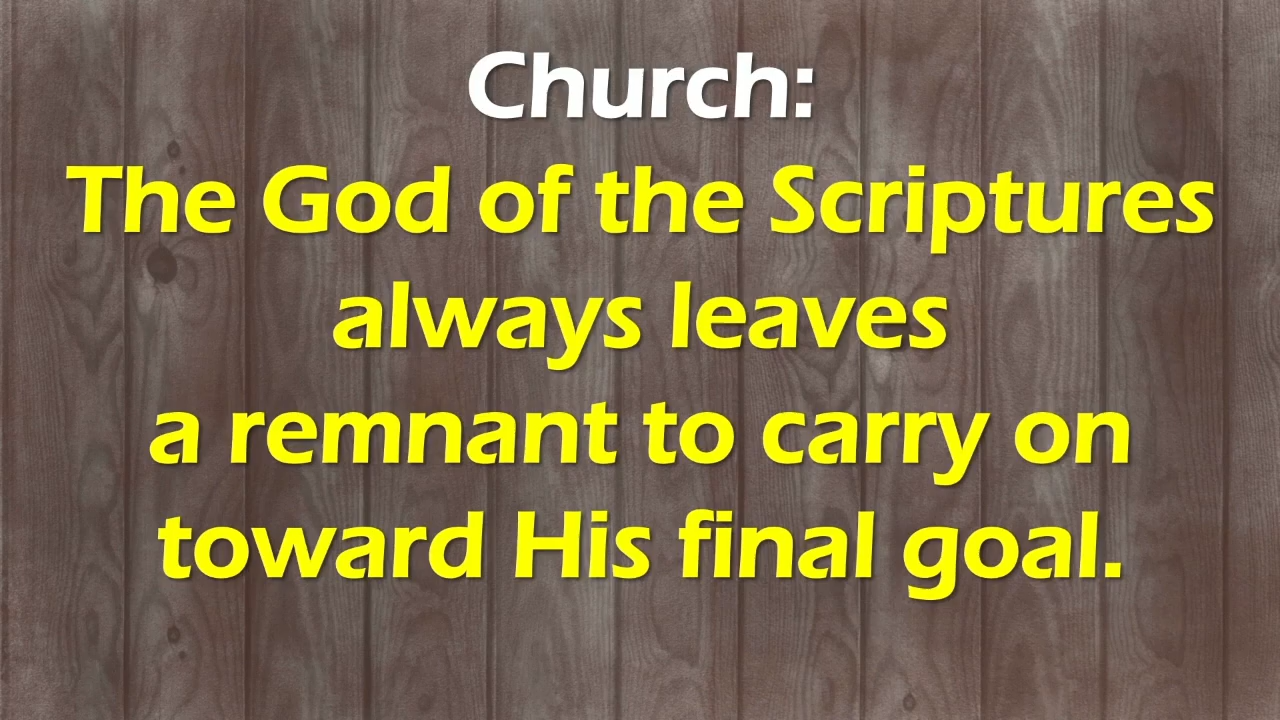 Church:
The God of the Scriptures
always leaves
a remnant to carry on
toward His final goal.